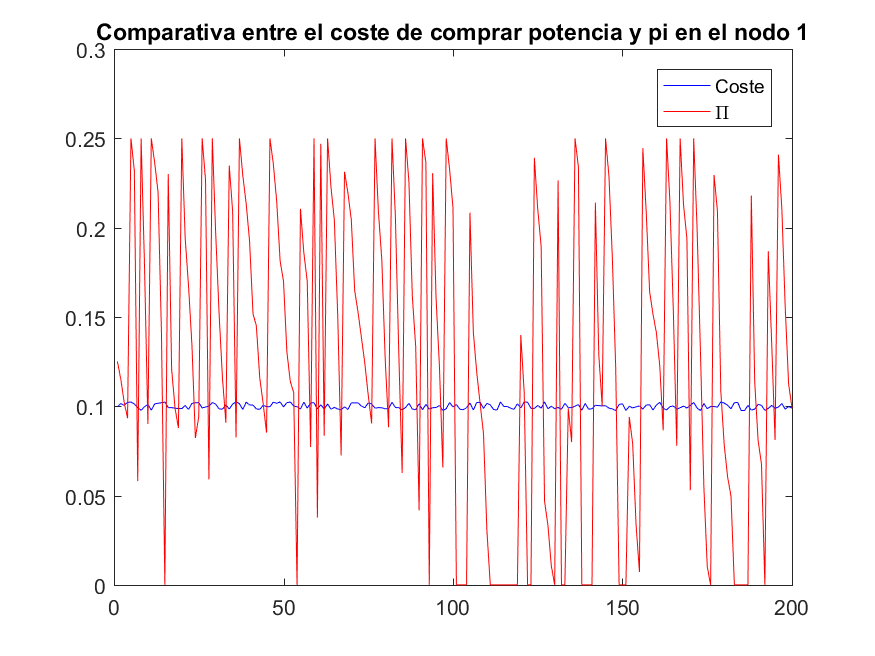 Comparativa entre el coste de comprar potencia y pi en el nodo 1
0.3
Coste
Π
0.25
0.2
0.15
0.1
0.05
0
0 50 100 150 200